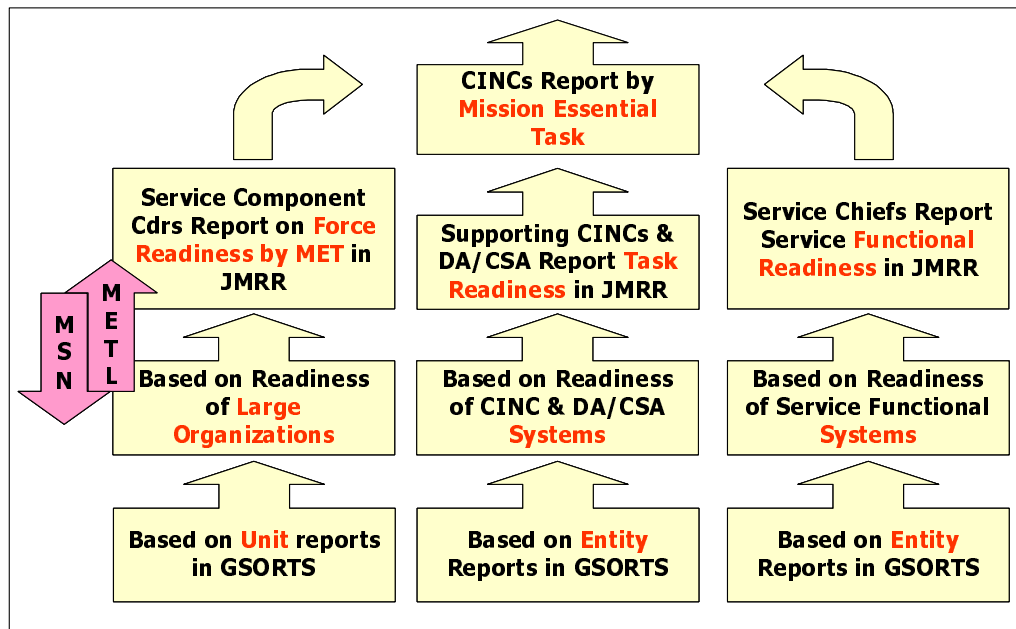 CINCs Report by
Mission Essential
Task
Service Component
Cdrs Report on Force
Readiness by MET in
JMRR
Supporting CINCs &
DA/CSA Report Task
Readiness in JMRR
Service Chiefs Report
Service Functional
Readiness in JMRR
MSN
METL
Based on Readiness
of Large
Organizations
Based on Readiness
of CINC & DA/CSA
Systems
Based on Readiness
of Service Functional
Systems
Based on Unit reports
in GSORTS
Based on Entity
Reports in GSORTS
Based on Entity
Reports in GSORTS